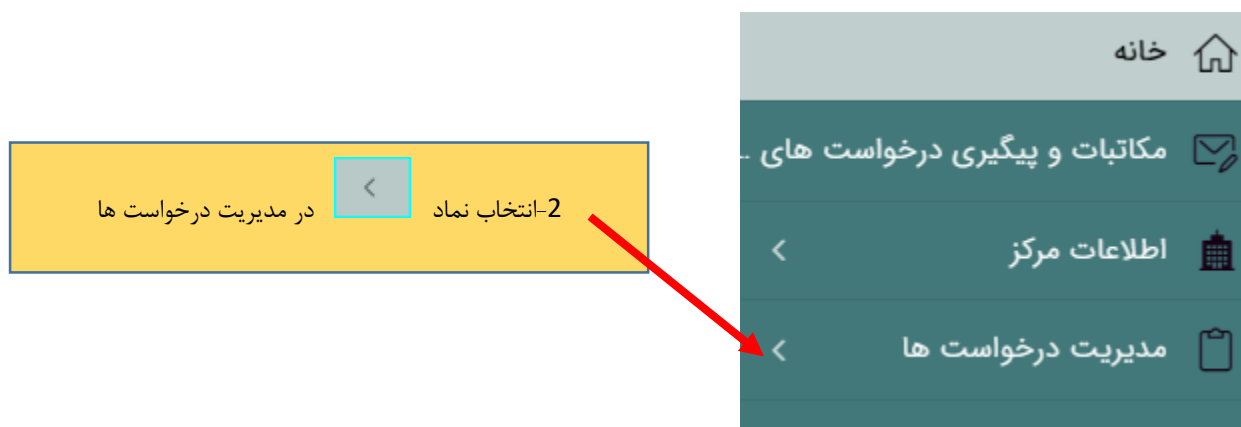 خانه
مکاتبات و پیگیری درخواست های ..
اطلاعات مرکز
مدیریت درخواست ها
2-انتخاب نماد > در مدیریت درخواست ها